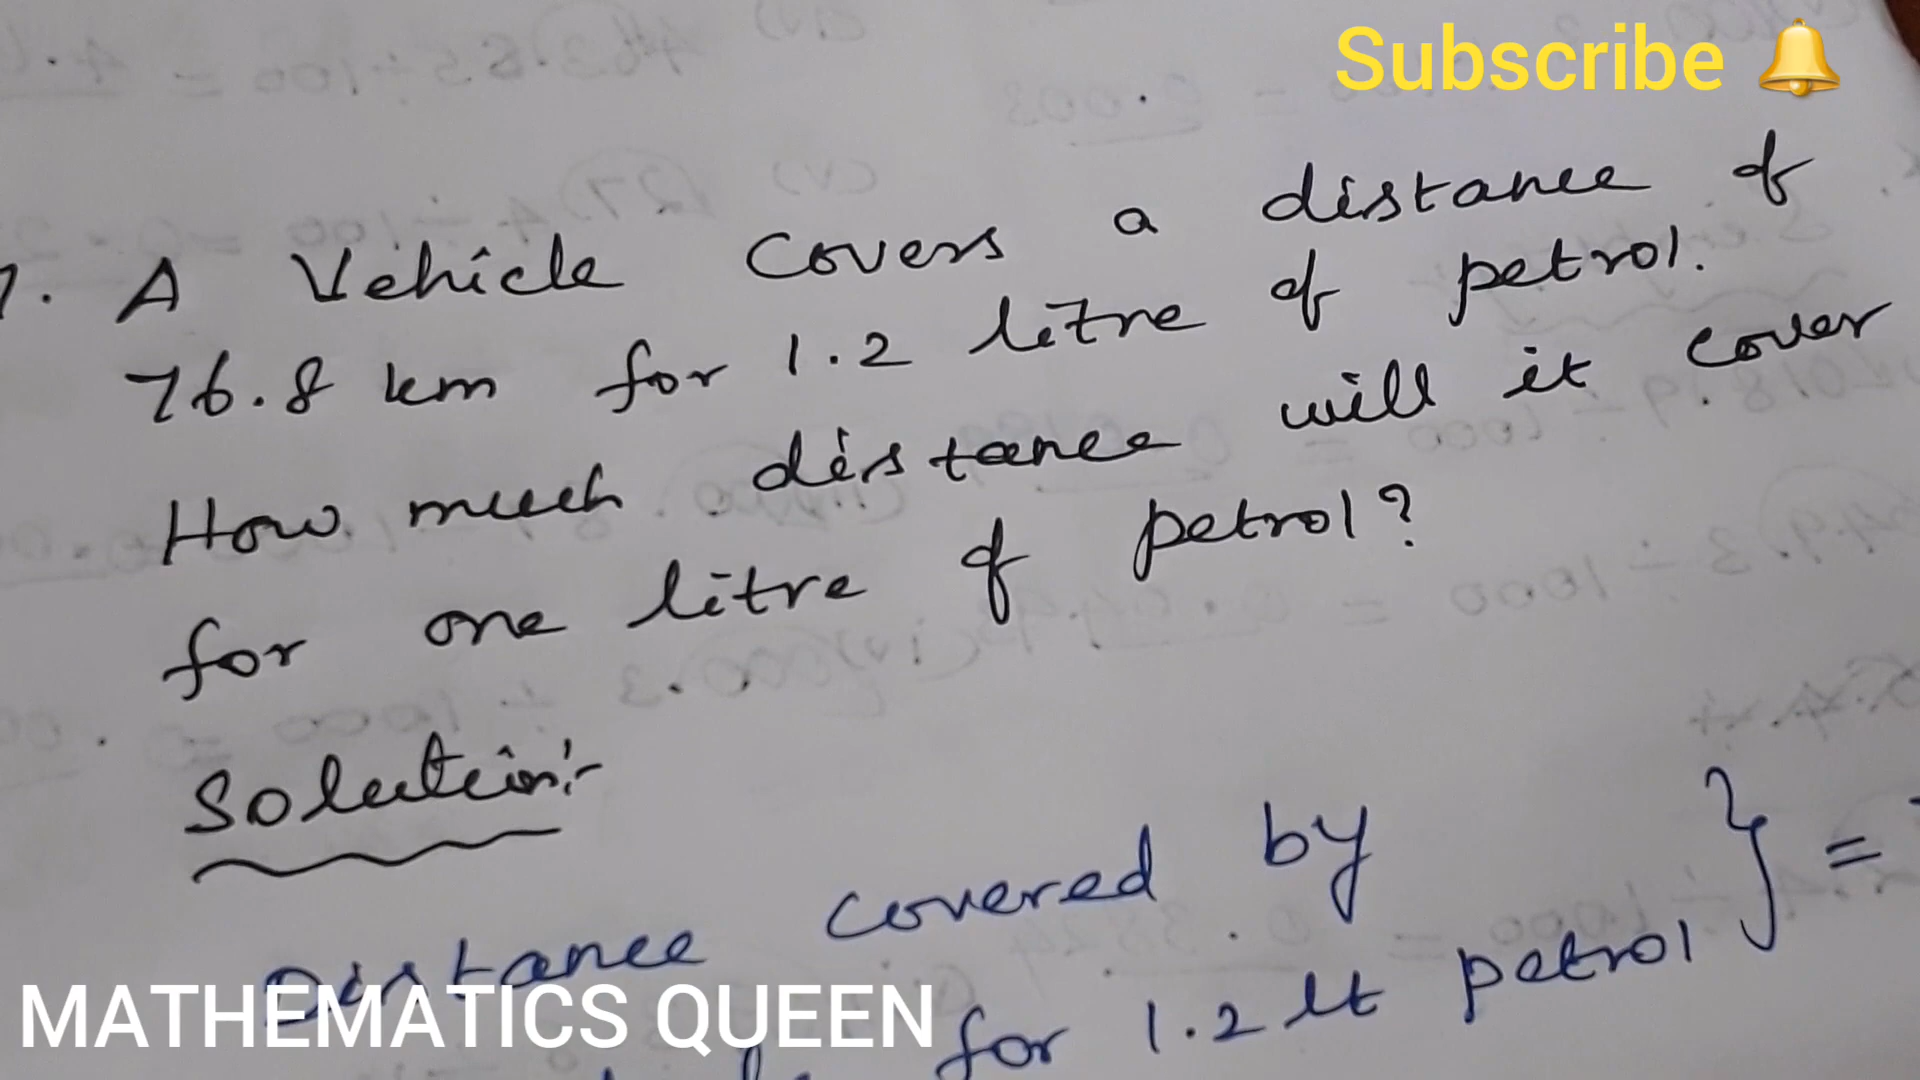 Subscribe
1. A Vehicle covers a distance of
76.8 km for 1.2 litre of petrol.
How much distance will it cover
for one litre of petrol?
Solution:-
Distance covered by
for 1.2 lt petrol } =
MATHEMATICS QUEEN